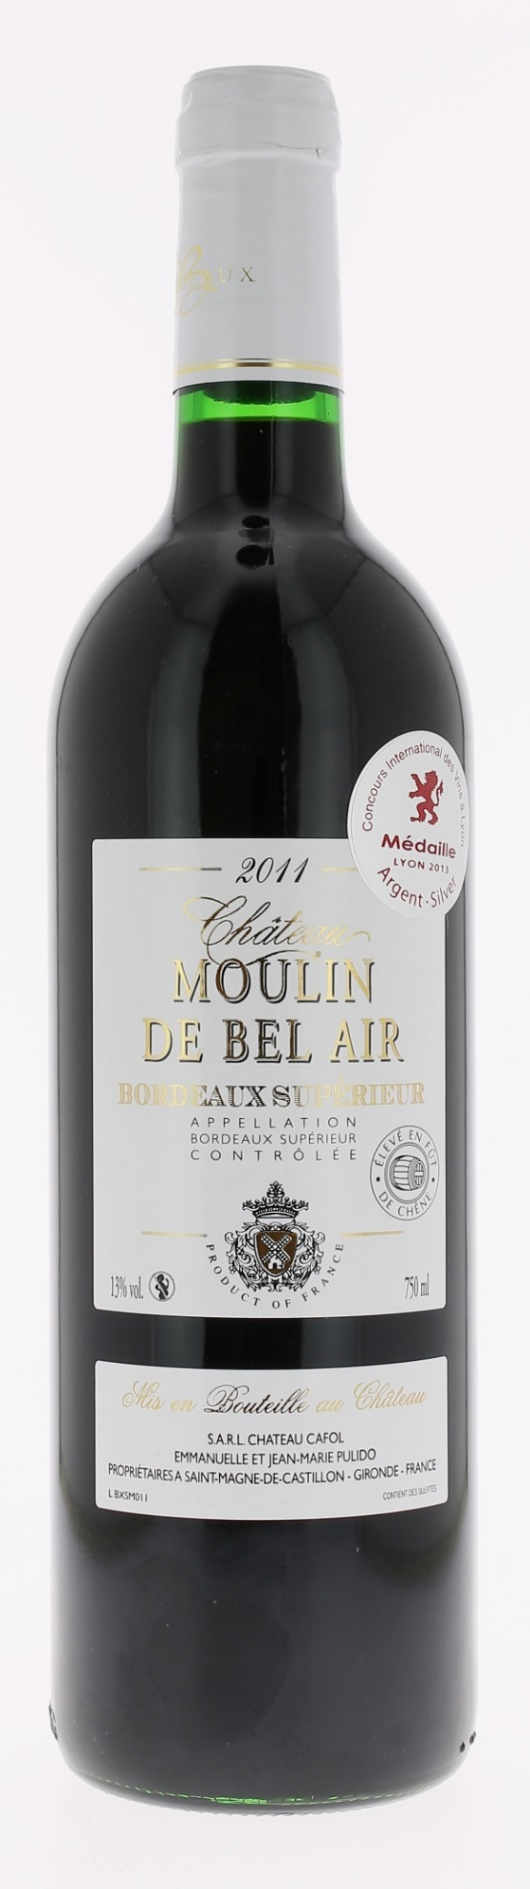 UX
Concours International des Vins à Lyon
Médaille
LYON 2013
Argent · Silver
2011
Château
MOULIN
DE BEL AIR
BORDEAUX SUPÉRIEUR
APPELLATION
BORDEAUX SUPÉRIEUR
CONTRÔLÉE
ÉLEVÉ EN FÛT
DE CHÊNE
PRODUCT OF FRANCE
13% vol.
750 ml
Mis en Bouteille au Château
S.A.R.L. CHATEAU CAFOL
EMMANUELLE ET JEAN-MARIE PULIDO
PROPRIÉTAIRES A SAINT-MAGNE-DE-CASTILLON - GIRONDE - FRANCE
L BXSM011
CONTIENT DES SULFITES